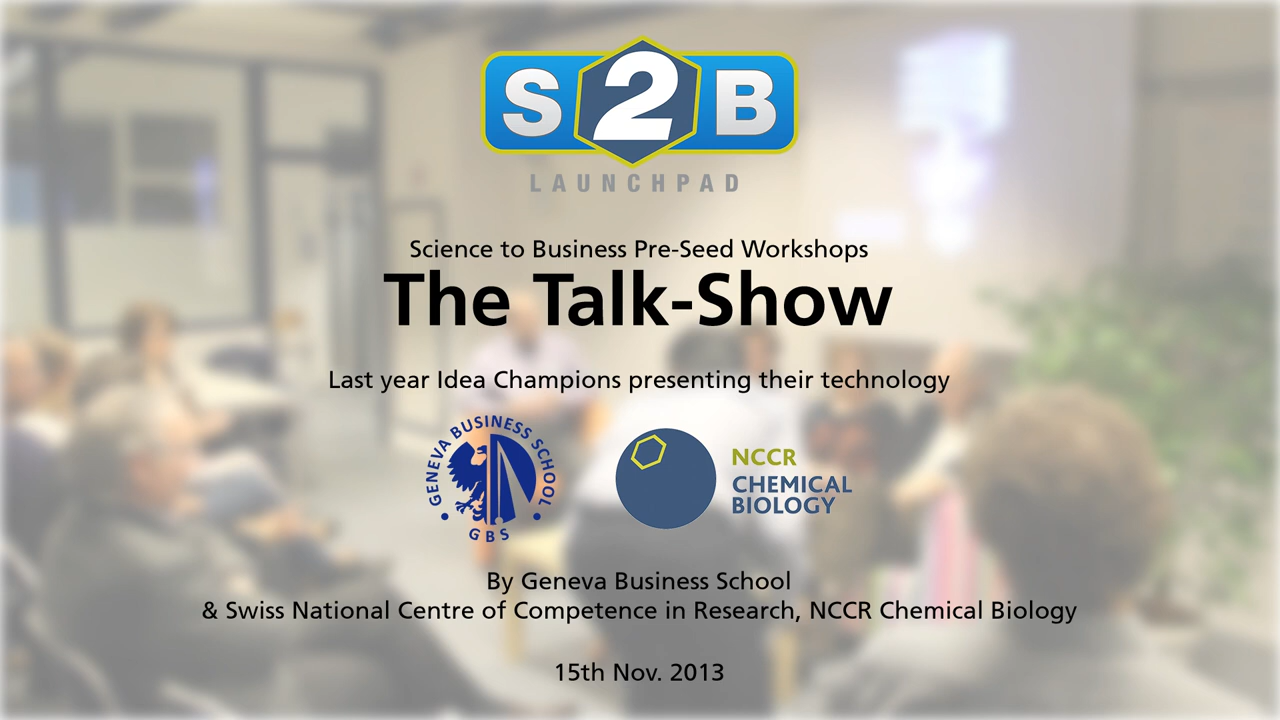 S2B
LAUNCHPAD
Science to Business Pre-Seed Workshops
The Talk-Show
Last year Idea Champions presenting their technology
GENEVA BUSINESS SCHOOL
GBS
NCCR
CHEMICAL
BIOLOGY
By Geneva Business School
& Swiss National Centre of Competence in Research, NCCR Chemical Biology
15th Nov. 2013